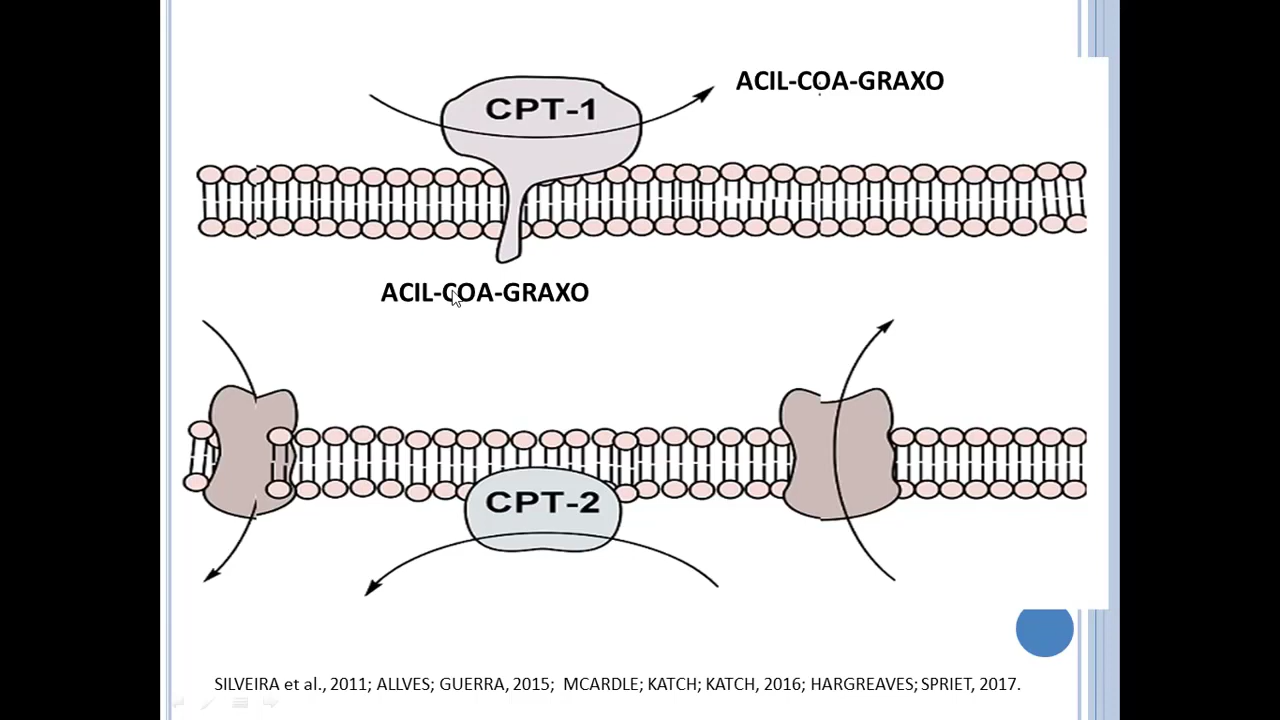 ACIL-COA-GRAXO
CPT-1
ACIL-COA-GRAXO
CPT-2
SILVEIRA et al., 2011; ALLVES; GUERRA, 2015;  MCARDLE; KATCH; KATCH, 2016; HARGREAVES; SPRIET, 2017.